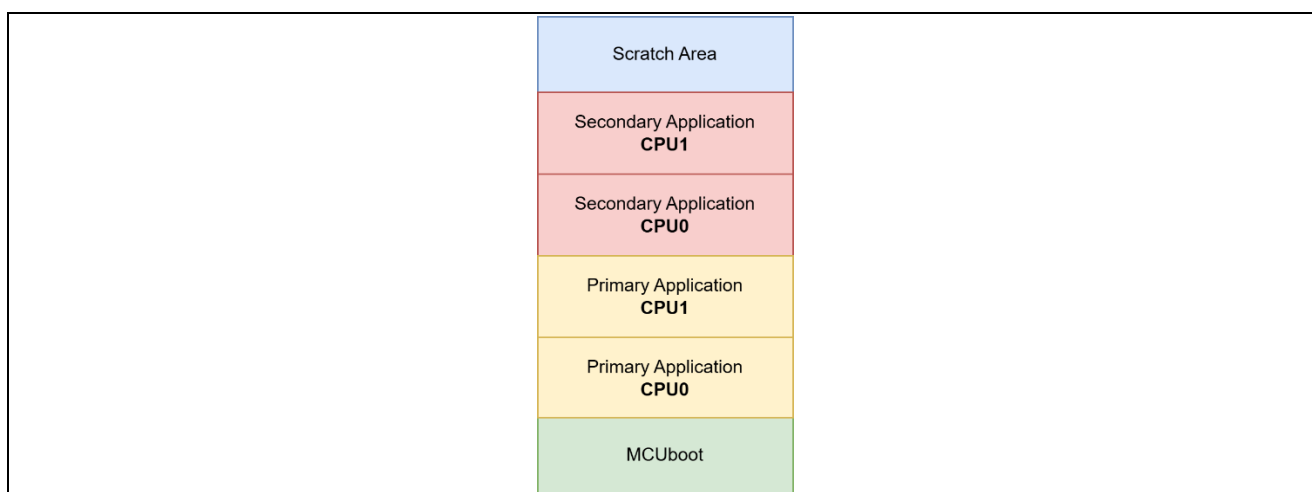 Scratch Area
Secondary Application
CPU1
Secondary Application
CPU0
Primary Application
CPU1
Primary Application
CPU0
MCUboot